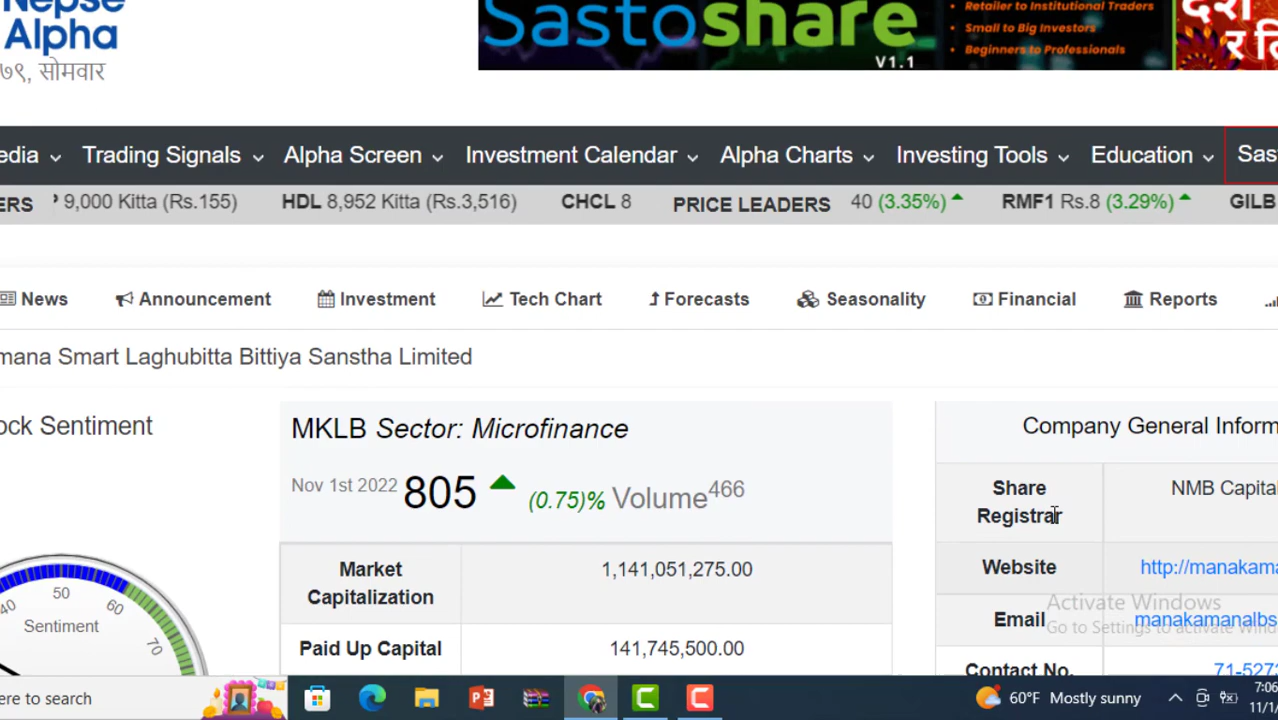 Nepse
Alpha
७९, सोमवार
Sastoshare
V1.1
Retailer to Institutional Traders
Small to Big Investors
Beginners to Professionals
Trading Signals
Alpha Screen
Investment Calendar
Alpha Charts
Investing Tools
Education
9,000 Kitta (Rs.155)
HDL 8,952 Kitta (Rs.3,516)
CHCL 8
PRICE LEADERS
40 (3.35%)
RMF1 Rs.8 (3.29%)
GILB
News
Announcement
Investment
Tech Chart
Forecasts
Seasonality
Financial
Reports
mana Smart Laghubitta Bittiya Sanstha Limited
ock Sentiment
MKLB Sector: Microfinance
Company General Inform
Nov 1st 2022 805 (0.75)% Volume 466
Share
Registrar
NMB Capital
Market
Capitalization
1,141,051,275.00
Website
http://manakama
Paid Up Capital
141,745,500.00
Email
manakamanalbs
Contact No.
71-527
40
50
60
70
Sentiment
Activate Windows
Go to Settings to activate Wind
ere to search
60°F Mostly sunny
7:06
11/1/